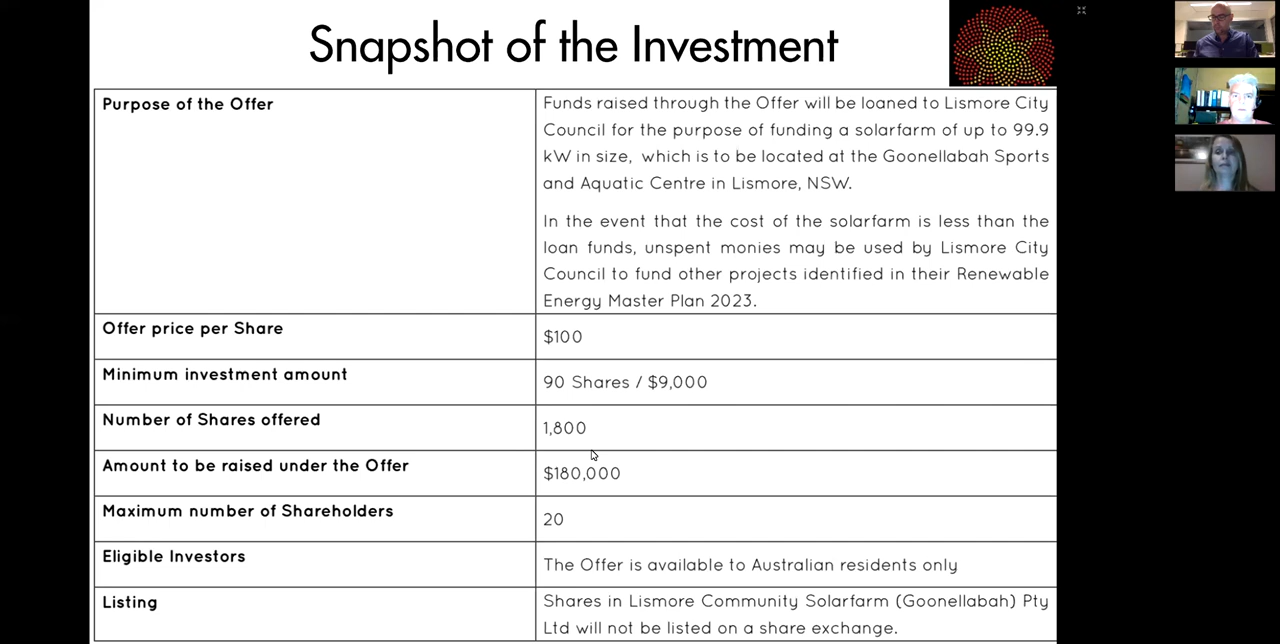 Snapshot of the Investment
Purpose of the Offer
Funds raised through the Offer will be loaned to Lismore City
Council for the purpose of funding a solarfarm of up to 99.9
kW in size, which is to be located at the Goonellabah Sports
and Aquatic Centre in Lismore, NSW.
In the event that the cost of the solarfarm is less than the
loan funds, unspent monies may be used by Lismore City
Council to fund other projects identified in their Renewable
Energy Master Plan 2023.
Offer price per Share
$100
Minimum investment amount
90 Shares / $9,000
Number of Shares offered
1,800
Amount to be raised under the Offer
$180,000
Maximum number of Shareholders
20
Eligible Investors
The Offer is available to Australian residents only
Listing
Shares in Lismore Community Solarfarm (Goonellabah) Pty
Ltd will not be listed on a share exchange.